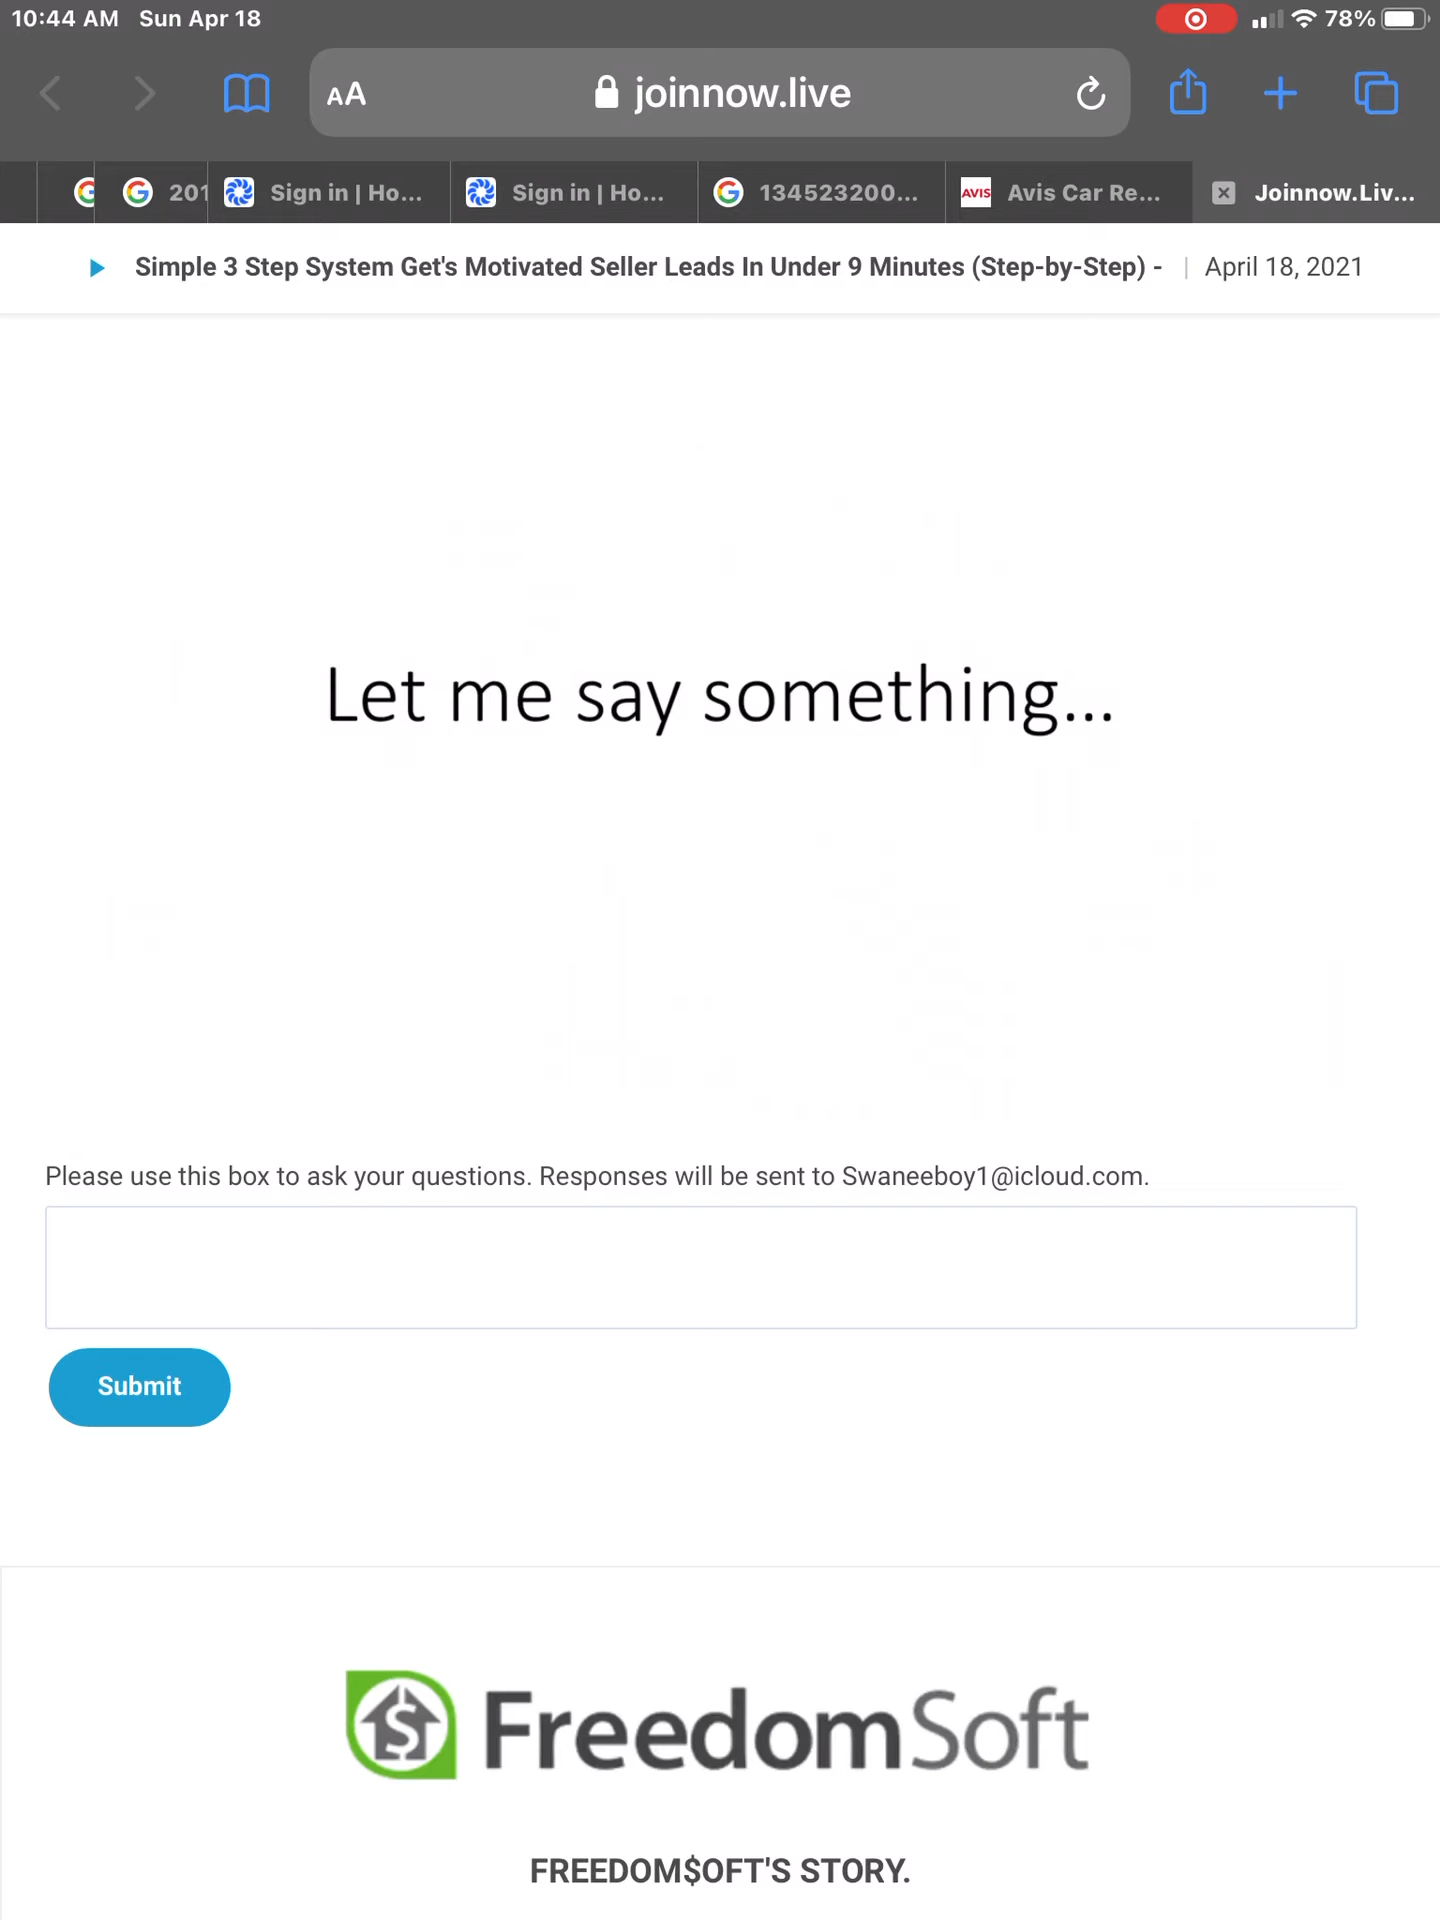 10:44 AM Sun Apr 18 78%
AA joinnow.live
201 Sign in | Ho... Sign in | Ho... 134523200... AVIS Avis Car Re... Joinnow.Liv...
Simple 3 Step System Get's Motivated Seller Leads In Under 9 Minutes (Step-by-Step) - | April 18, 2021
Let me say something...
Please use this box to ask your questions. Responses will be sent to Swaneeboy1@icloud.com.
Submit
FreedomSoft
FREEDOM$OFT'S STORY.